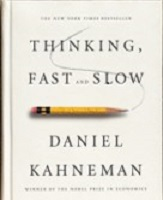 THE NEW YORK TIMES BESTSELLER
THINKING,
FAST AND SLOW
DANIEL
KAHNEMAN
WINNER OF THE NOBEL PRIZE IN ECONOMICS